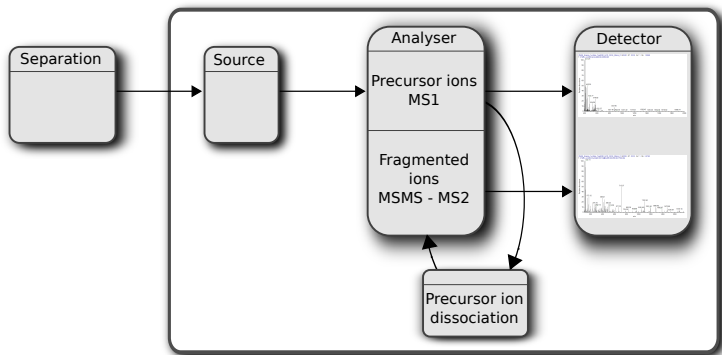 Separation
Source
Analyser
Precursor ions
MS1
Fragmented
ions
MSMS - MS2
Detector
Precursor ion
dissociation